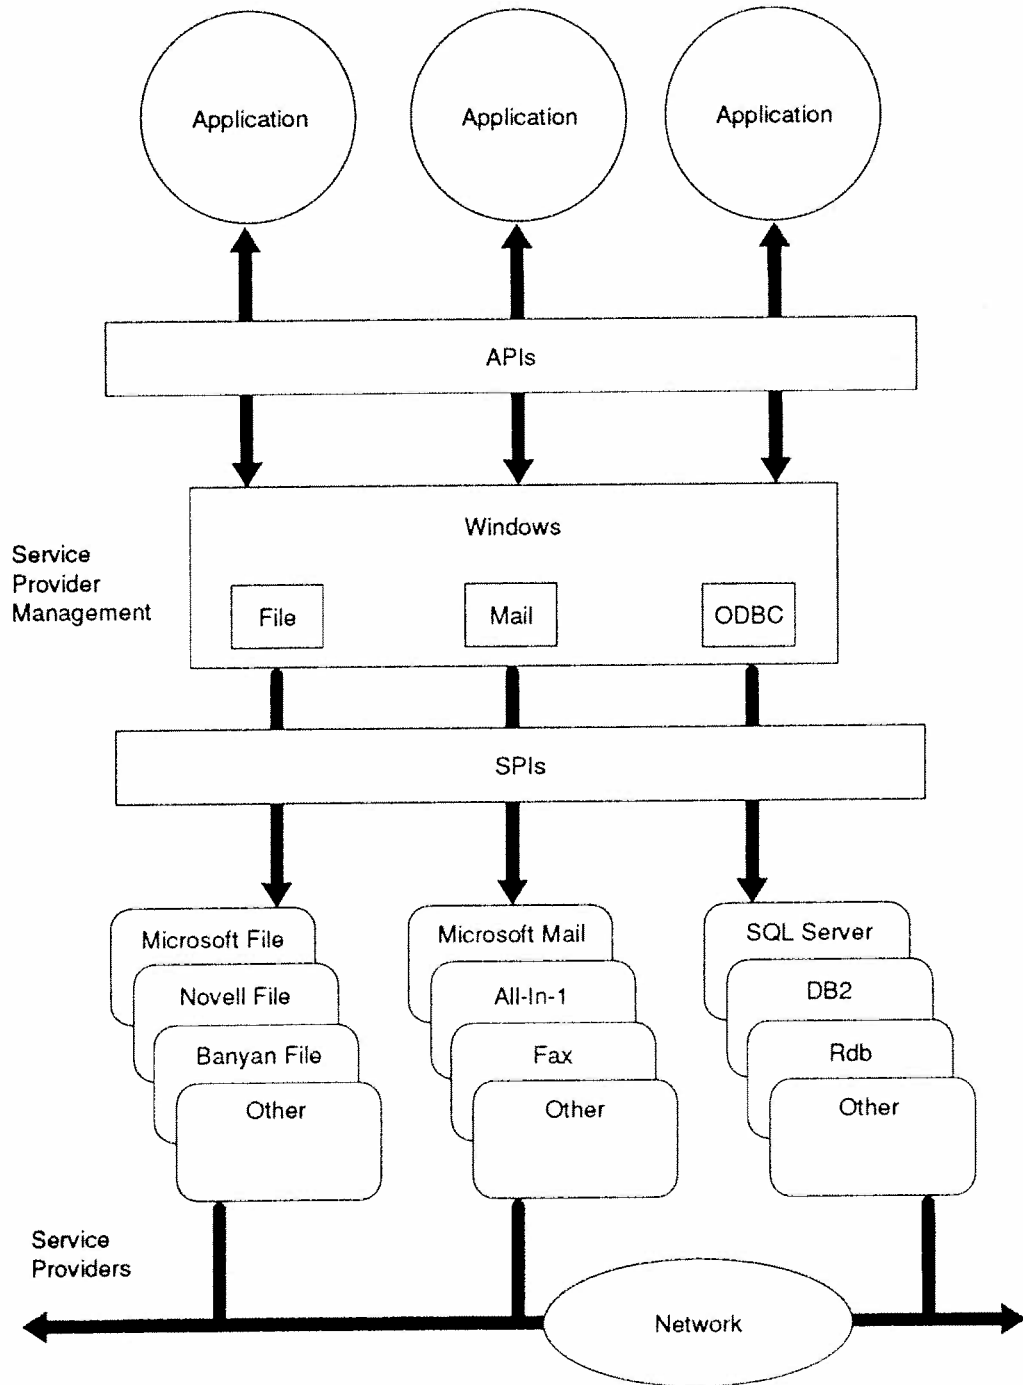 Application
Application
Application
APIs
Windows
Service
Provider
Management
File
Mail
ODBC
SPIs
Microsoft File
Novell File
Banyan File
Other
Microsoft Mail
All-In-1
Fax
Other
SQL Server
DB2
Rdb
Other
Service
Providers
Network